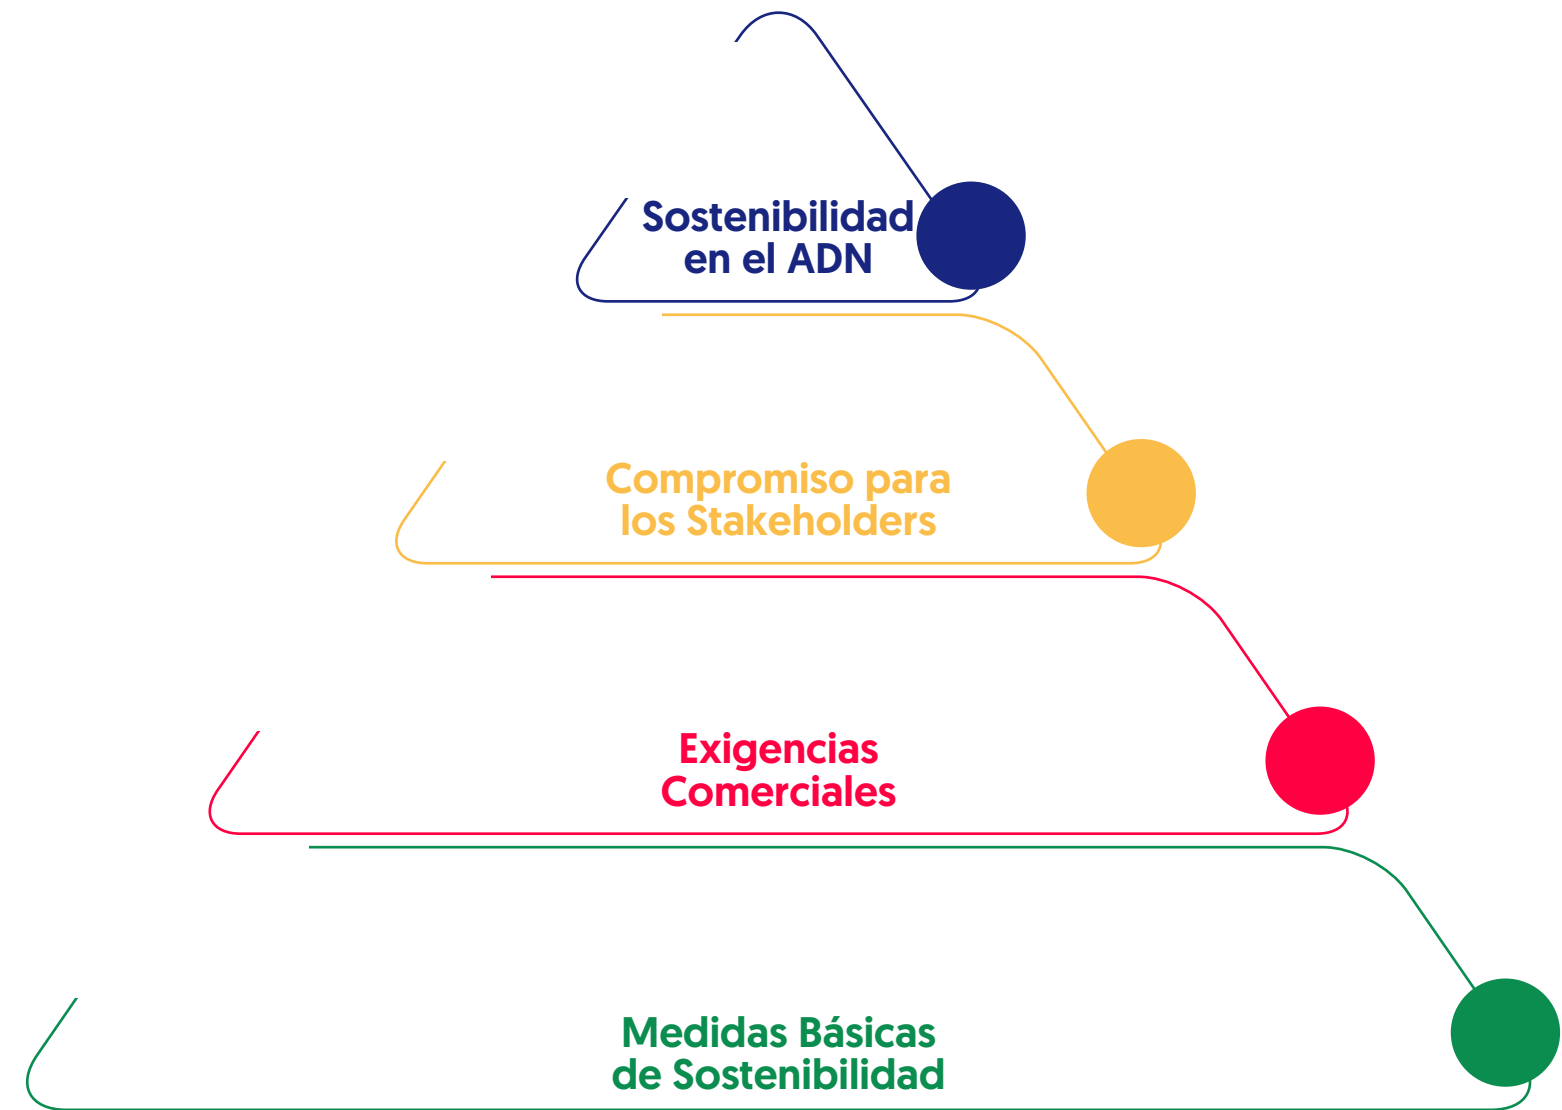 Sostenibilidad
en el ADN
Compromiso para
los Stakeholders
Exigencias
Comerciales
Medidas Básicas
de Sostenibilidad